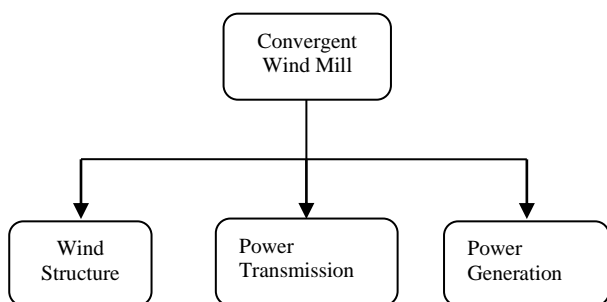 Convergent
Wind Mill
Wind
Structure
Power
Transmission
Power
Generation